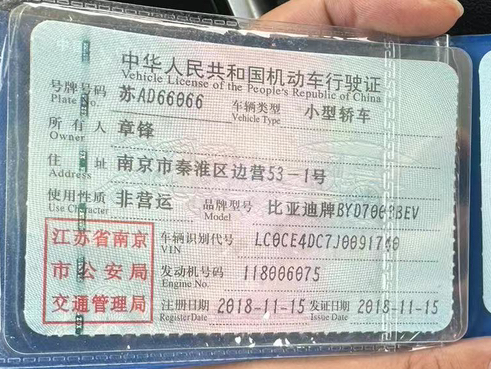 中华人民共和国机动车行驶证
Vehicle License of the People's Republic of China
号牌号码 苏AD66066 车辆类型 小型轿车
Plate No. Vehicle Type
所有人 章锋
Owner
住址 南京市秦淮区边营53-1号
Address
使用性质 非营运 品牌型号 比亚迪牌
Use Character Model
江苏省南京
市公安局
交通管理局
车辆识别代号
VIN
发动机号码 118006075
Engine No.
注册日期 2018-11-15 发证日期 2018-11-15
Register Date Issue Date